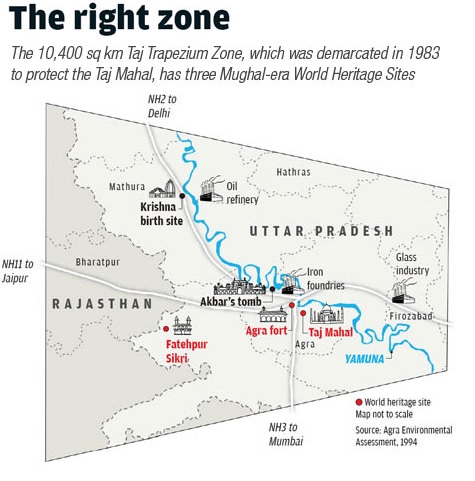 The right zone
The 10,400 sq km Taj Trapezium Zone, which was demarcated in 1983
to protect the Taj Mahal, has three Mughal-era World Heritage Sites
NH2 to
Delhi
Hathras
Mathura
Oil
refinery
Krishna
birth site
UTTAR PRADESH
NH11 to
Jaipur
Bharatpur
Glass
industry
Iron
foundries
RAJASTHAN
Akbar's tomb
Firozabad
Agra fort
Taj Mahal
Agra
Fatehpur
Sikri
YAMUNA
World heritage site
Map not to scale
Source: Agra Environmental
Assessment, 1994
NH3 to
Mumbai